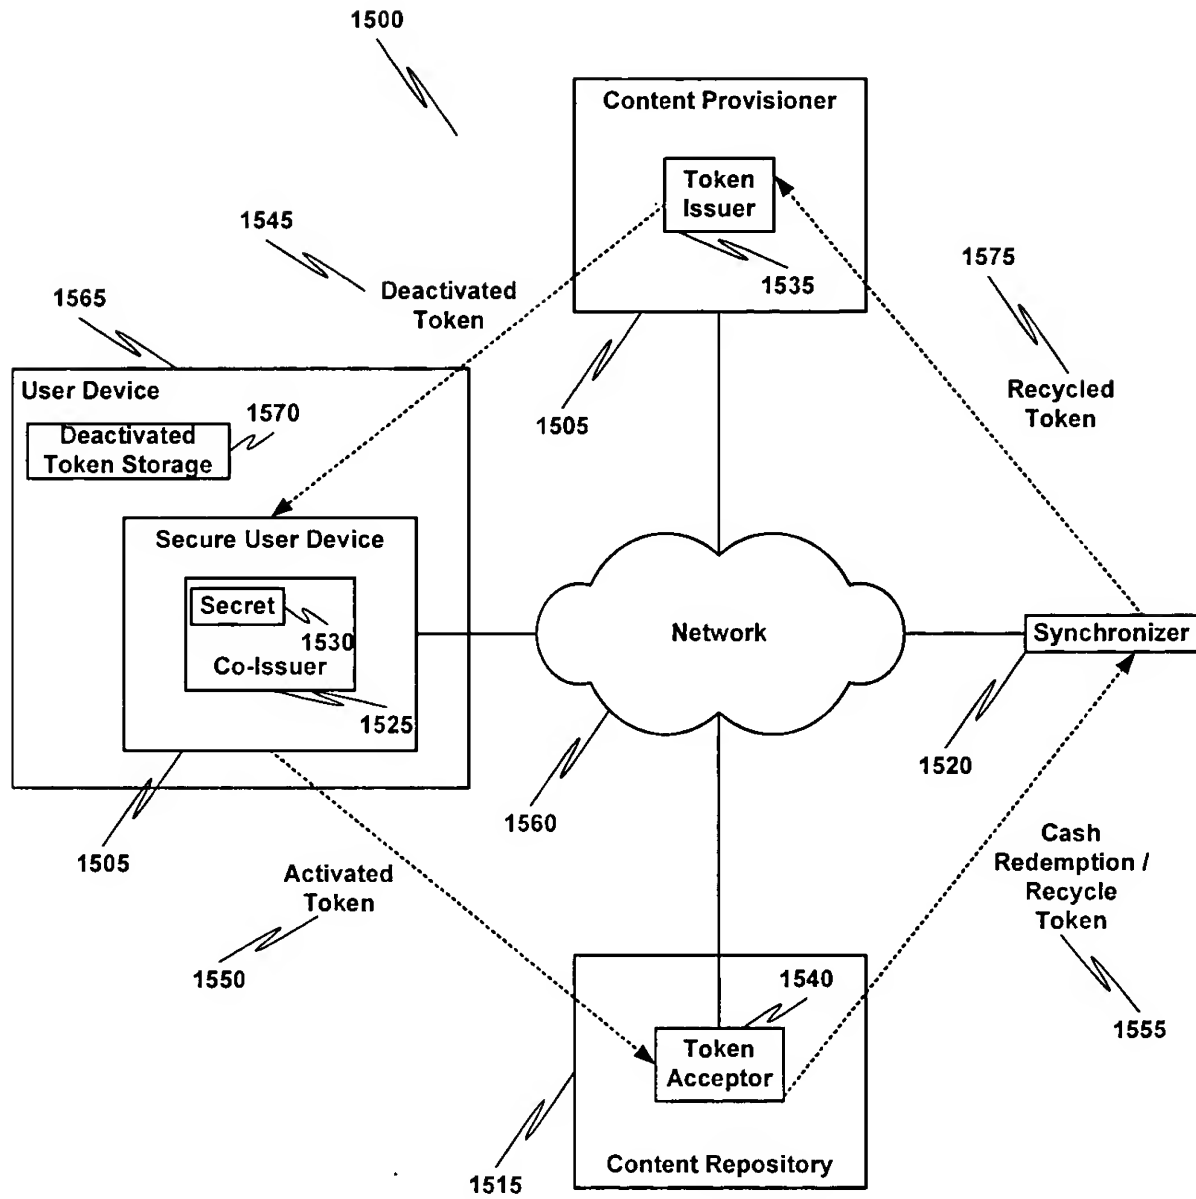 1500
Content Provisioner
Token
Issuer
1535
1545
Deactivated
Token
1575
1565
Recycled
Token
User Device
1570
Deactivated
Token Storage
1505
Secure User Device
Secret
1530
Co-Issuer
1525
Network
Synchronizer
1520
1560
1505
Activated
Token
Cash
Redemption /
Recycle
Token
1550
1540
1555
Token
Acceptor
Content Repository
1515